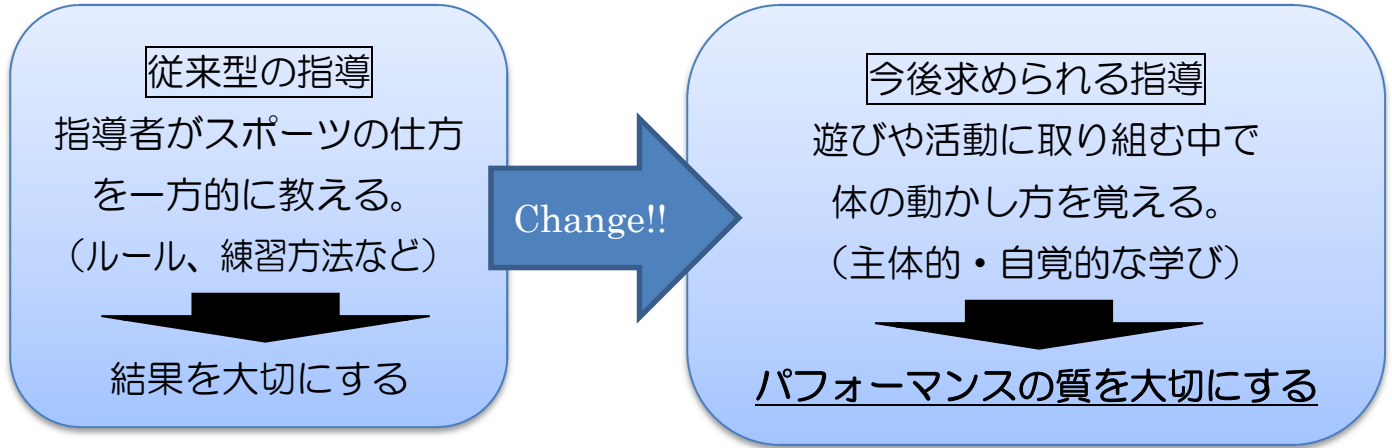 従来型の指導
指導者がスポーツの仕方
を一方的に教える。
（ルール、練習方法など）
結果を大切にする
Change!!
今後求められる指導
遊びや活動に取り組む中で
体の動かし方を覚える。
（主体的・自覚的な学び）
パフォーマンスの質を大切にする